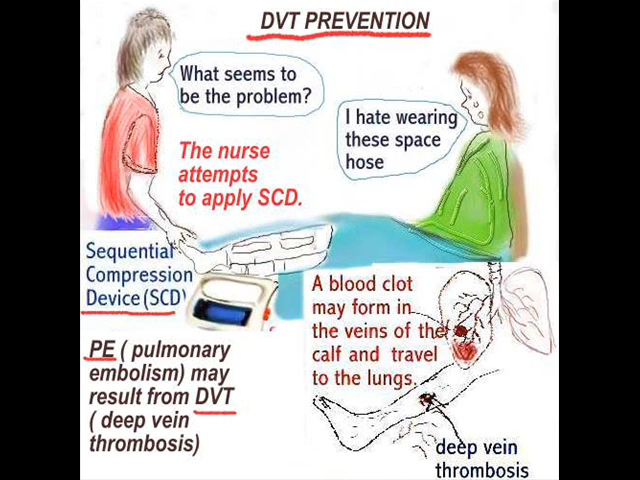 DVT PREVENTION
What seems to
be the problem?
I hate wearing
these space
hose
The nurse
attempts
to apply SCD.
Sequential
Compression
Device (SCD)
A blood clot
may form in
the veins of the
calf and travel
to the lungs.
PE ( pulmonary
embolism) may
result from DVT
( deep vein
thrombosis)
deep vein
thrombosis